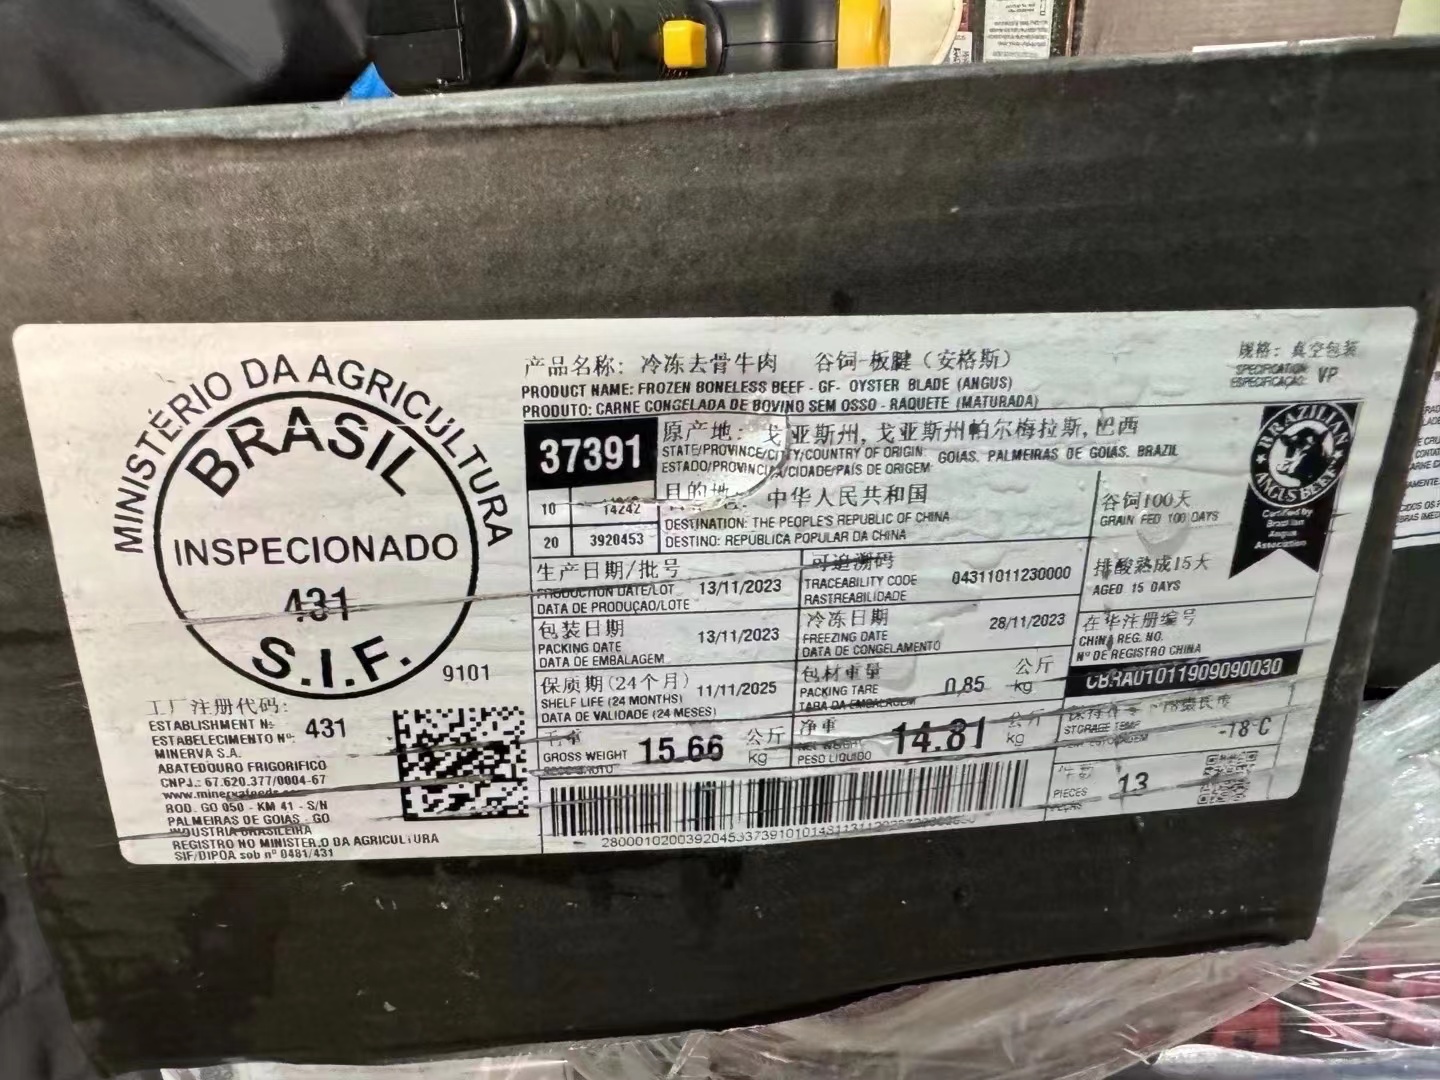 MINISTÉRIO DA AGRICULTURA
BRASIL
INSPECIONADO
431
S.I.F.
9101
工厂注册代码:
ESTABLISHMENT Nº:
ESTABELECIMENTO Nº: 431
MINERVA S.A.
ABATEDOURO FRIGORIFICO
CNPJ.: 67.620.377/0004-67
ROD. GO 050 - KM 41 - S/N
PALMEIRAS DE GOIAS - GO
INDUSTRIA BRASILEIRA
REGISTRO NO MINISTERIO DA AGRICULTURA
SIF/DIPOA sob nº 0481/431
产品名称: 冷冻去骨牛肉 谷饲-板腱 (安格斯)
PRODUCT NAME: FROZEN BONELESS BEEF - GF- OYSTER BLADE (ANGUS)
PRODUTO: CARNE CONGELADA DE BOVINO SEM OSSO - RAQUETE (MATURADA)
规格: 真空包装
SPECIFICATION
ESPECIFICAÇÃO: VP
37391
10 14242
20 3920453
原产地: 戈亚斯州, 戈亚斯州帕尔梅拉斯, 巴西
STATE/PROVINCE/CITY/COUNTRY OF ORIGIN: GOIAS, PALMEIRAS DE GOIAS, BRAZIL
ESTADO/PROVINCIA/CIDADE/PAÍS DE ORIGEM:
目的地: 中华人民共和国
DESTINATION: THE PEOPLE'S REPUBLIC OF CHINA
DESTINO: REPÚBLICA POPULAR DA CHINA
谷饲100天
GRAIN FED 100 DAYS
排酸熟成15天
AGED 15 DAYS
BRAZILIAN
ANGUS BEEF
Certified by
Brazilian
Angus
Association
生产日期/批号
PRODUCTION DATE/LOT 13/11/2023
DATA DE PRODUÇAO/LOTE
可追溯码
TRACEABILITY CODE 04311011230000
RASTREABILIDADE
包装日期
PACKING DATE 13/11/2023
DATA DE EMBALAGEM
冷冻日期
FREEZING DATE 28/11/2023
DATA DE CONGELAMENTO
在华注册编号
CHINA REG. NO.
Nº DE REGISTRO CHINA
CBRA01011909090030
保质期(24个月)
SHELF LIFE (24 MONTHS) 11/11/2025
DATA DE VALIDADE (24 MESES)
包材重量 公斤
PACKING TARE 0,85 kg
TARA DA EMBALAGEM
毛重 公斤
GROSS WEIGHT 15.66 kg
净重 公斤
NET WEIGHT 14.81 kg
PESO LIQUIDO
STORAGE TEMP -18°C
件数
PIECES 13